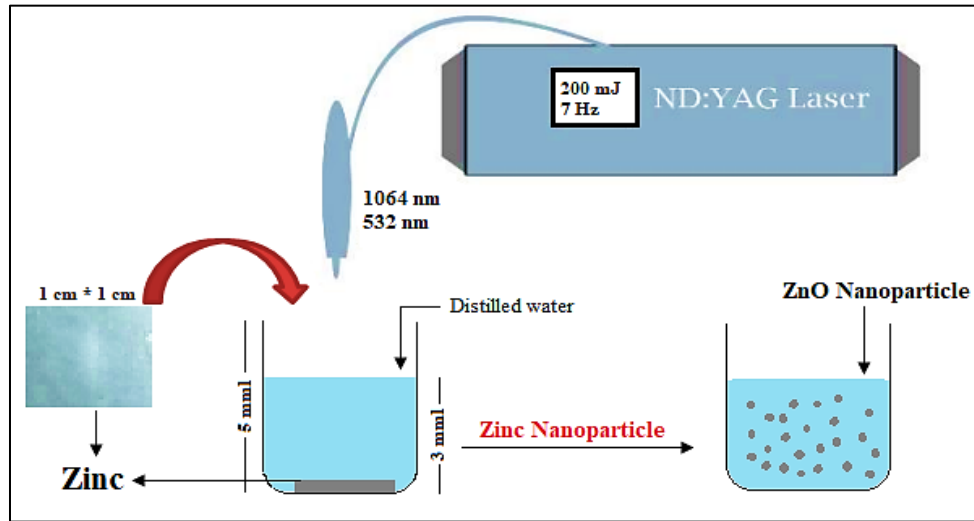 200 mJ
7 Hz
ND:YAG Laser
1064 nm
532 nm
1 cm * 1 cm
Distilled water
ZnO Nanoparticle
5 mml
3 mml
Zinc Nanoparticle
Zinc